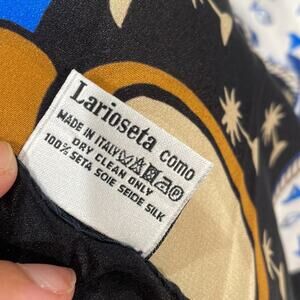 Larioseta como
MADE IN ITALY
DRY CLEAN ONLY
100% SETA SOIE SEIDE SILK